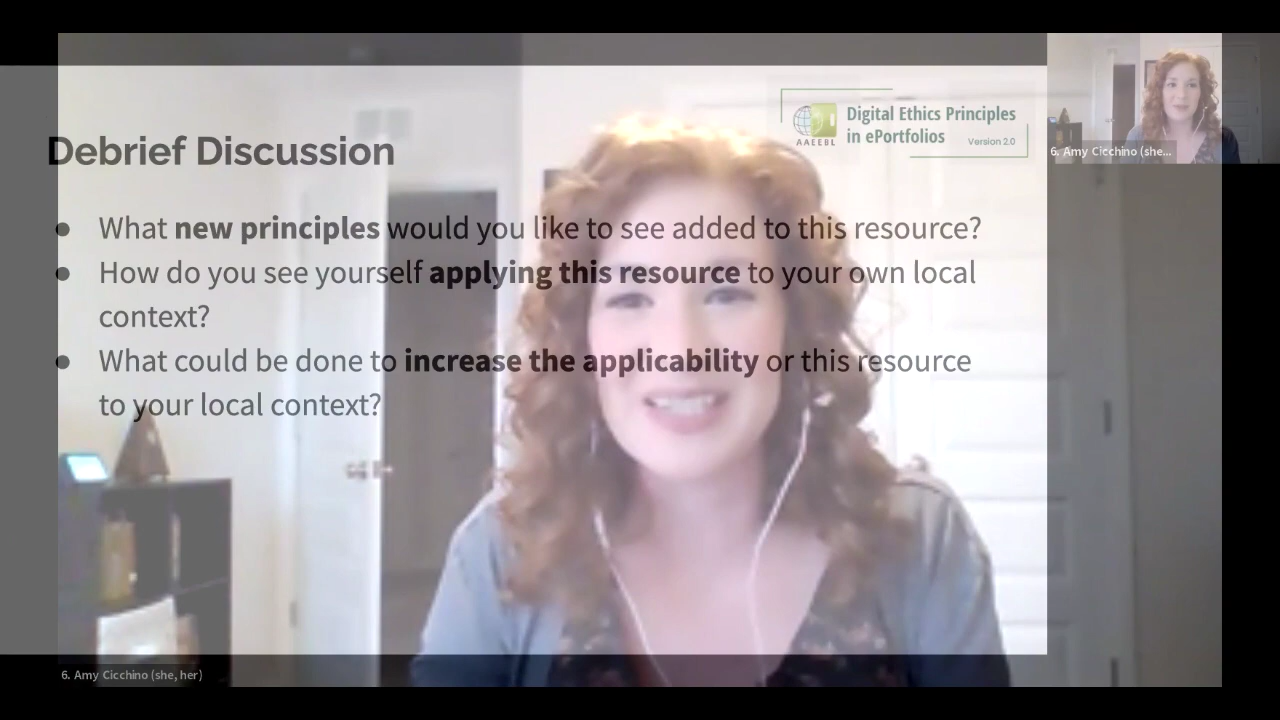 Digital Ethics Principles
in ePortfolios
AAEEBL
Version 2.0
6. Amy Cicchino (she...
Debrief Discussion
● What new principles would you like to see added to this resource?
● How do you see yourself applying this resource to your own local
context?
● What could be done to increase the applicability or this resource
to your local context?
6. Amy Cicchino (she, her)